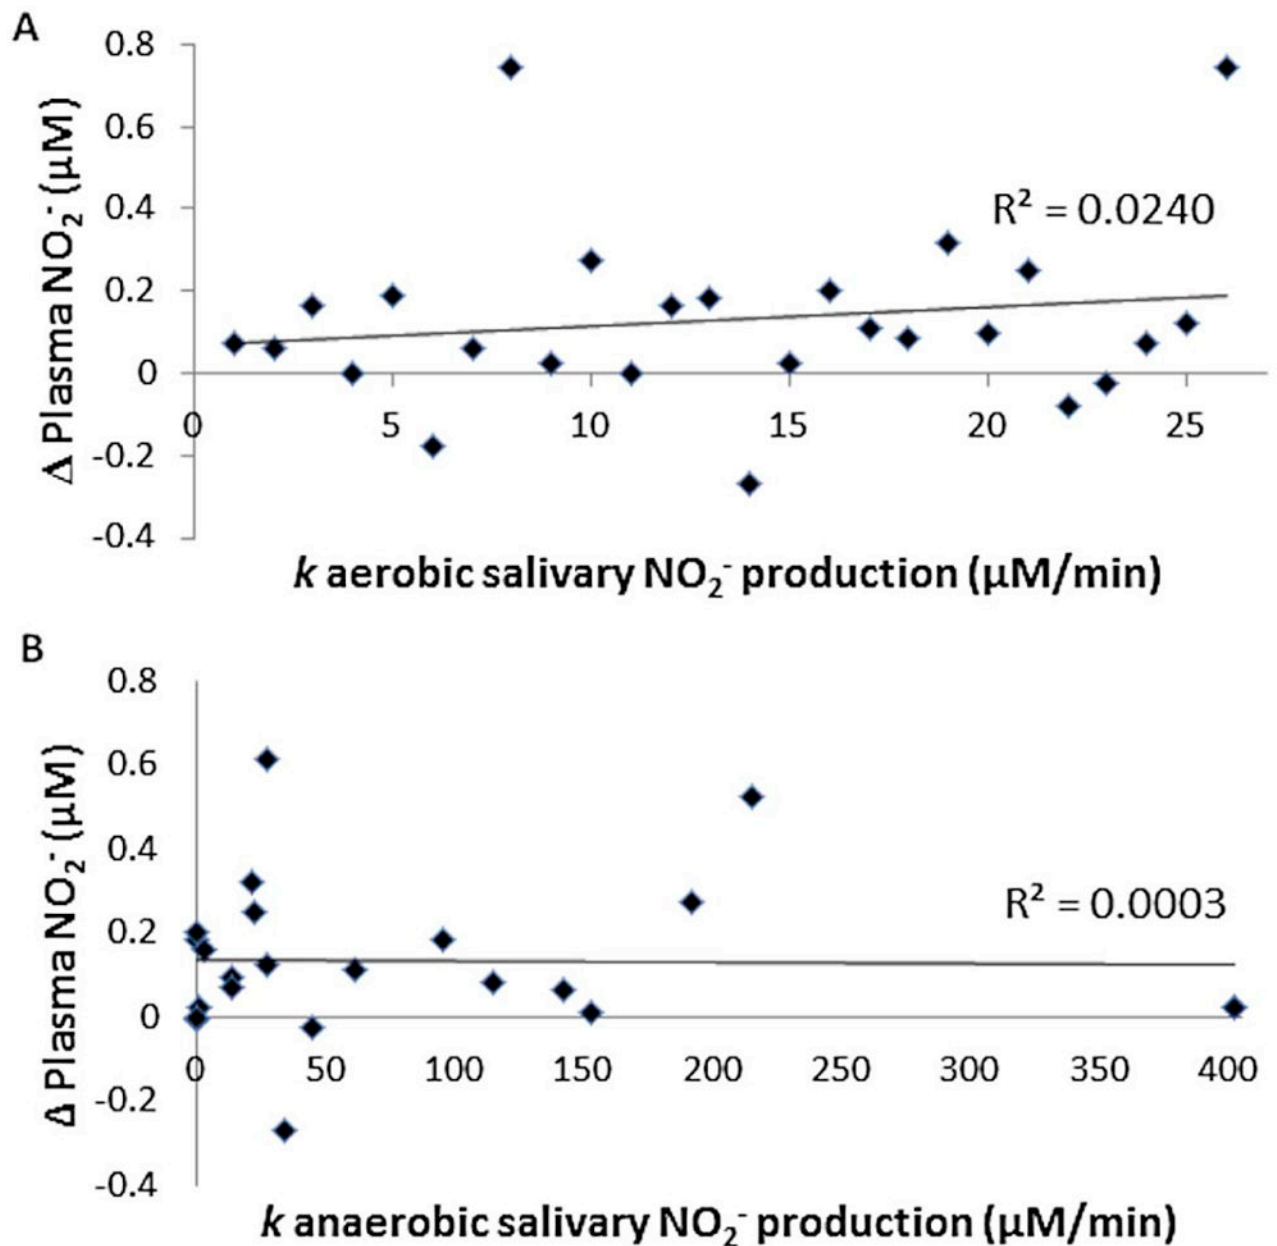 A
0.8
0.6
0.4
0.2
0
-0.2
-0.4
Δ Plasma NO₂⁻ (μM)
R² = 0.0240
0 5 10 15 20 25
k aerobic salivary NO₂⁻ production (μM/min)
B
0.8
0.6
0.4
0.2
0
-0.2
-0.4
Δ Plasma NO₂⁻ (μM)
R² = 0.0003
0 50 100 150 200 250 300 350 400
k anaerobic salivary NO₂⁻ production (μM/min)